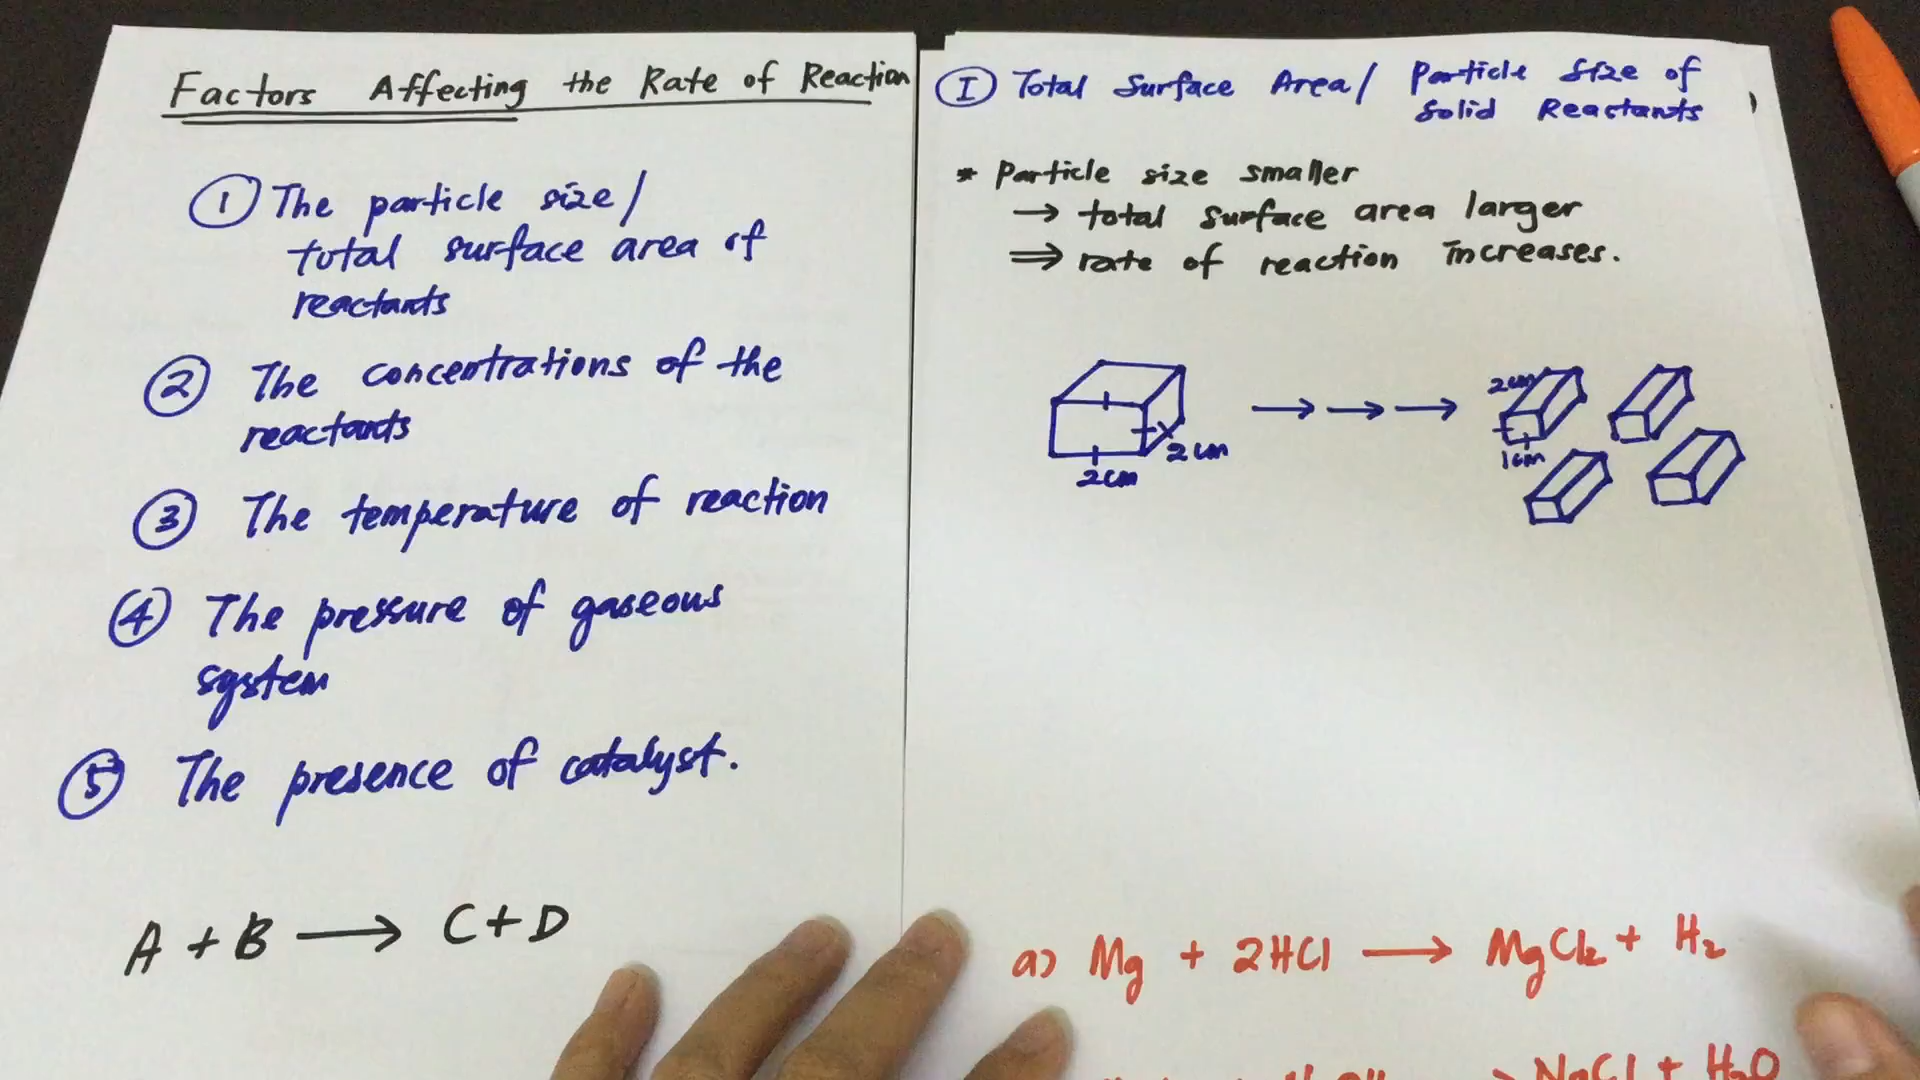 Factors Affecting the Rate of Reaction
① The particle size/
total surface area of
reactants
② The concentrations of the
reactants
③ The temperature of reaction
④ The pressure of gaseous
system
⑤ The presence of catalyst.
A + B ⟶ C + D
Ⓘ Total Surface Area/ Particle Size of
Solid Reactants
* Particle size smaller
→ total surface area larger
⇒ rate of reaction increases.
2cm
2cm
2cm
1cm
a) Mg + 2HCl ⟶ MgCl₂ + H₂
NaCl + H₂O